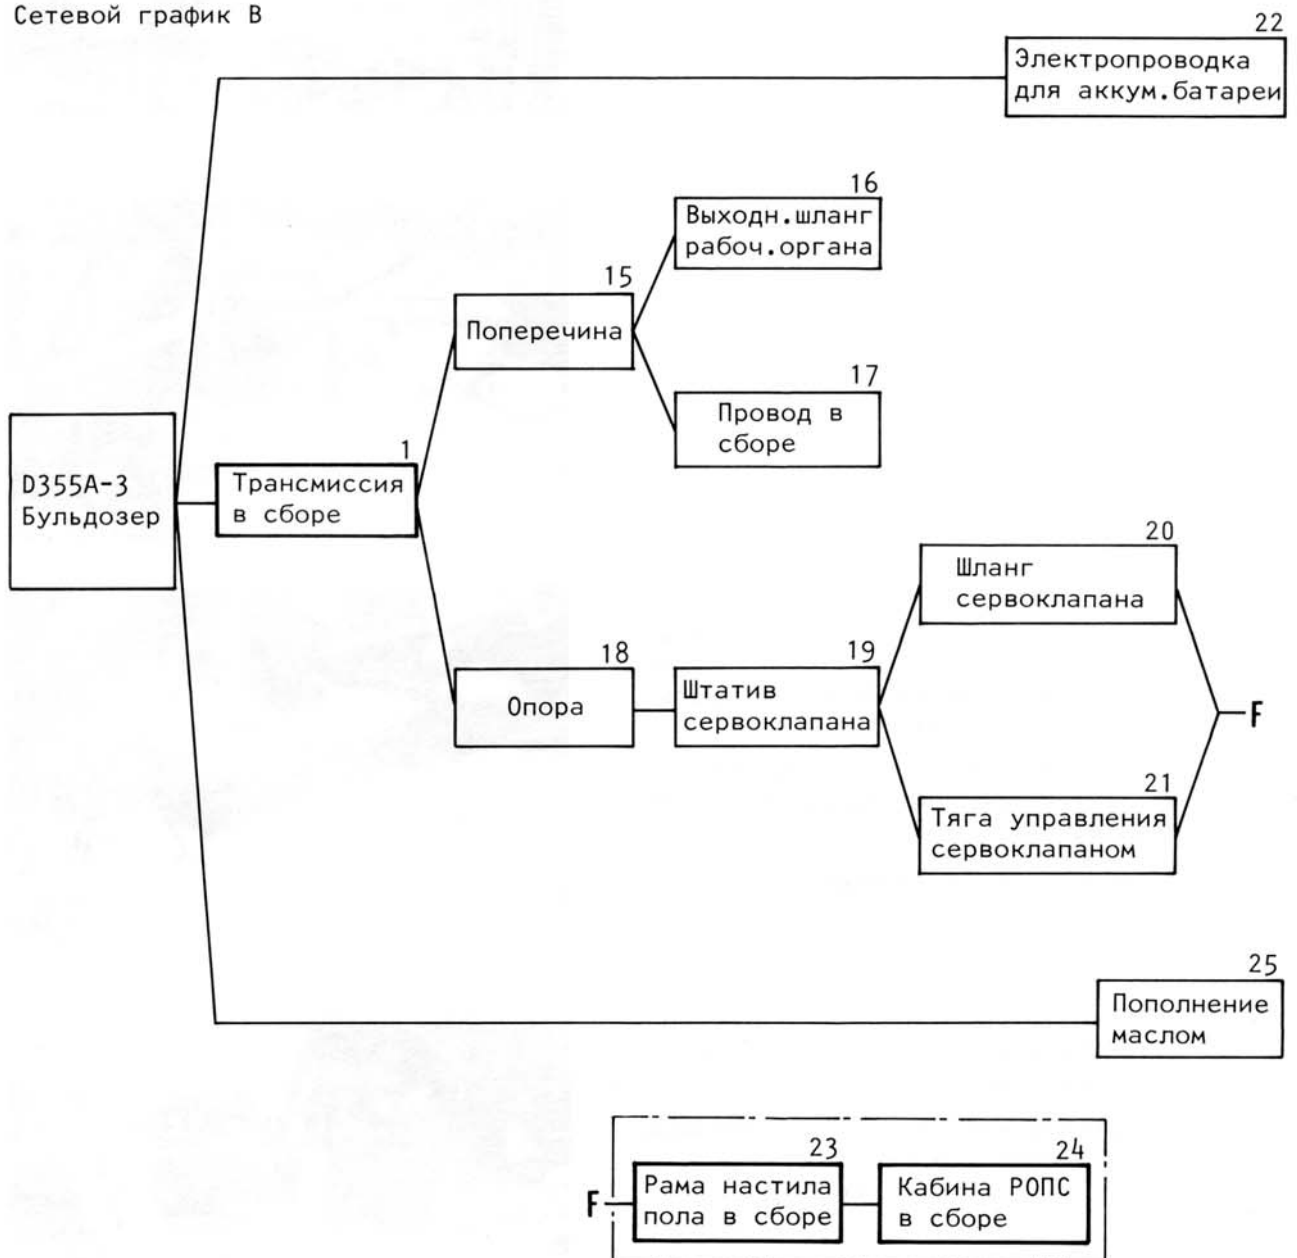 Сетевой график В
22
Электропроводка
для аккум.батареи
16
Выходн.шланг
рабоч.органа
15
Поперечина
17
Провод в
сборе
D355A-3
Бульдозер
1
Трансмиссия
в сборе
20
Шланг
сервоклапана
18
Опора
19
Штатив
сервоклапана
F
21
Тяга управления
сервоклапаном
25
Пополнение
маслом
F
23
Рама настила
пола в сборе
24
Кабина РОПС
в сборе